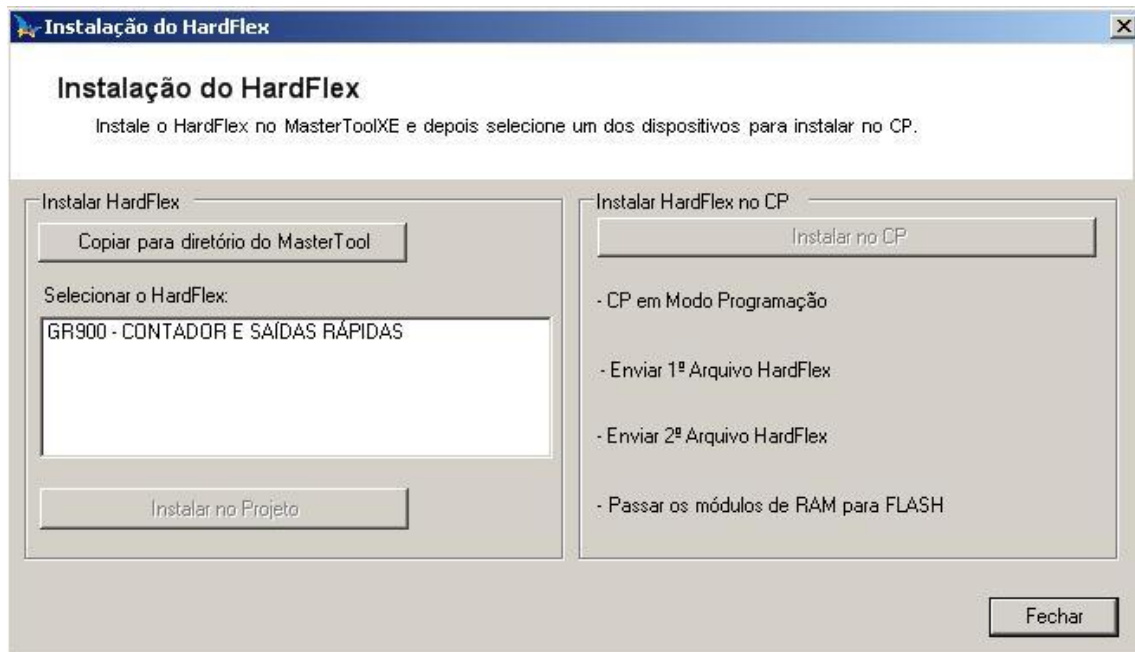 Instalação do HardFlex
Instalação do HardFlex
Instale o HardFlex no MasterToolXE e depois selecione um dos dispositivos para instalar no CP.
Instalar HardFlex
Copiar para diretório do MasterTool
Selecionar o HardFlex:
GR900 - CONTADOR E SAÍDAS RÁPIDAS
Instalar no Projeto
Instalar HardFlex no CP
Instalar no CP
- CP em Modo Programação
- Enviar 1º Arquivo HardFlex
- Enviar 2º Arquivo HardFlex
- Passar os módulos de RAM para FLASH
Fechar